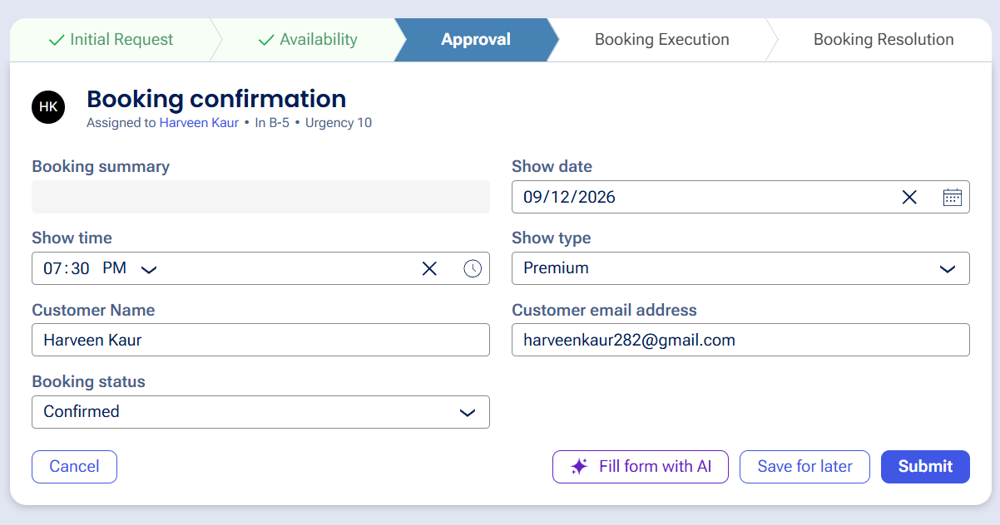 Initial Request
Availability
Approval
Booking Execution
Booking Resolution
HK
Booking confirmation
Assigned to Harveen Kaur • In B-5 • Urgency 10
Booking summary
Show date
09/12/2026
Show time
07:30 PM
Show type
Premium
Customer Name
Harveen Kaur
Customer email address
harveenkaur282@gmail.com
Booking status
Confirmed
Cancel
Fill form with AI
Save for later
Submit